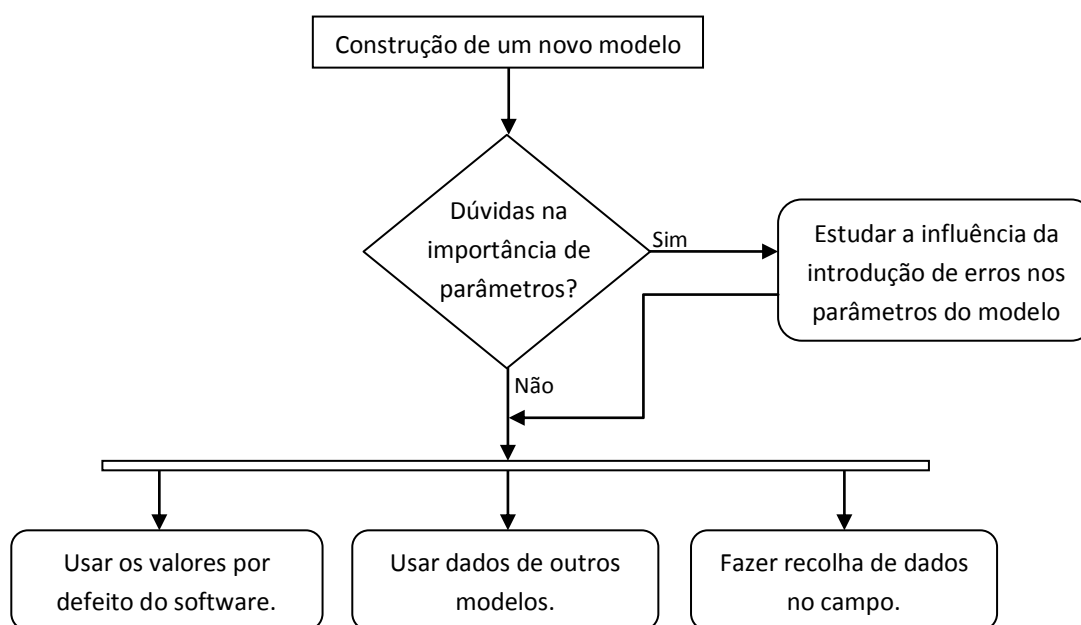 Construção de um novo modelo
Dúvidas na
importância de
parâmetros?
Sim
Estudar a influência da
introdução de erros nos
parâmetros do modelo
Não
Usar os valores por
defeito do software.
Usar dados de outros
modelos.
Fazer recolha de dados
no campo.